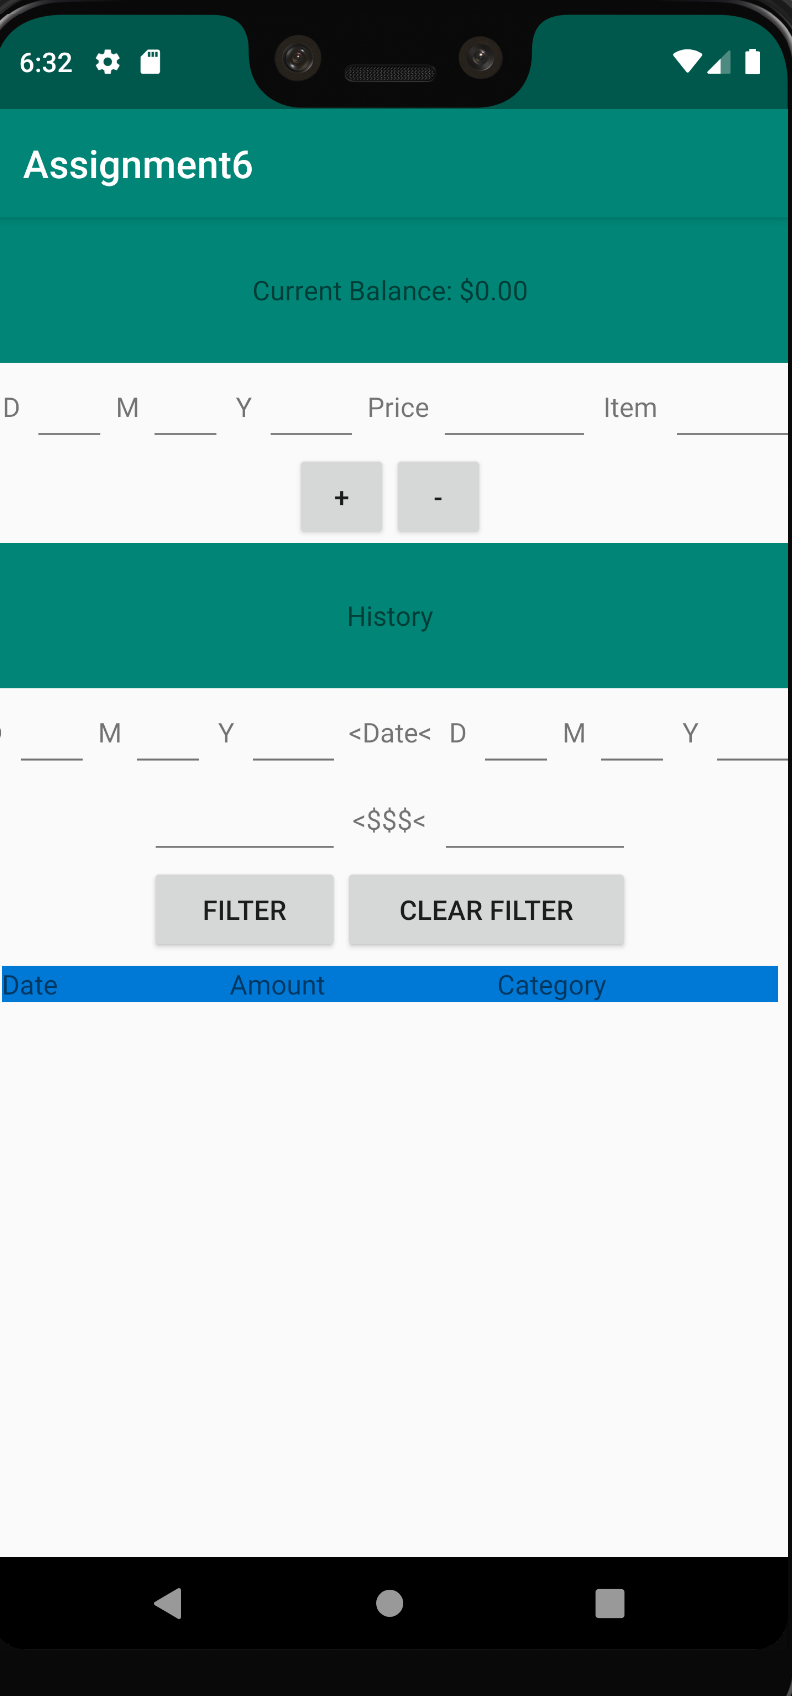 6:32
Assignment6
Current Balance: $0.00
D M Y Price Item
+ -
History
M Y <Date< D M Y
<$$$<
FILTER CLEAR FILTER
Date Amount Category